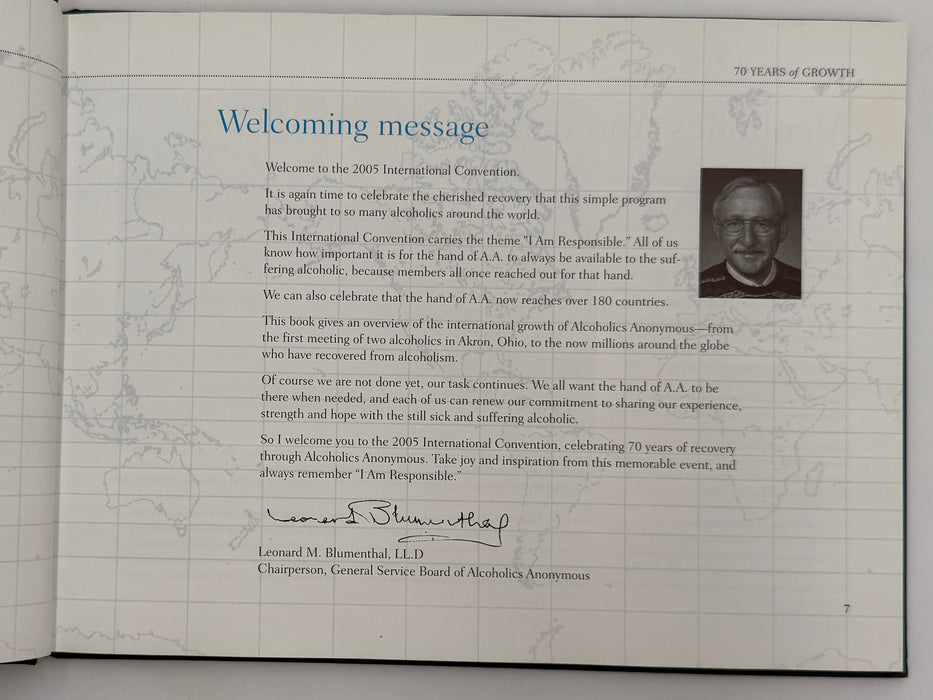 70 YEARS of GROWTH
Welcoming message
Welcome to the 2005 International Convention.
It is again time to celebrate the cherished recovery that this simple program
has brought to so many alcoholics around the world.
This International Convention carries the theme “I Am Responsible.” All of us
know how important it is for the hand of A.A. to always be available to the suf-
fering alcoholic, because members all once reached out for that hand.
We can also celebrate that the hand of A.A. now reaches over 180 countries.
This book gives an overview of the international growth of Alcoholics Anonymous—from
the first meeting of two alcoholics in Akron, Ohio, to the now millions around the globe
who have recovered from alcoholism.
Of course we are not done yet, our task continues. We all want the hand of A.A. to be
there when needed, and each of us can renew our commitment to sharing our experience,
strength and hope with the still sick and suffering alcoholic.
So I welcome you to the 2005 International Convention, celebrating 70 years of recovery
through Alcoholics Anonymous. Take joy and inspiration from this memorable event, and
always remember “I Am Responsible.”
Leonard Blumenthal
Leonard M. Blumenthal, LL.D
Chairperson, General Service Board of Alcoholics Anonymous
7